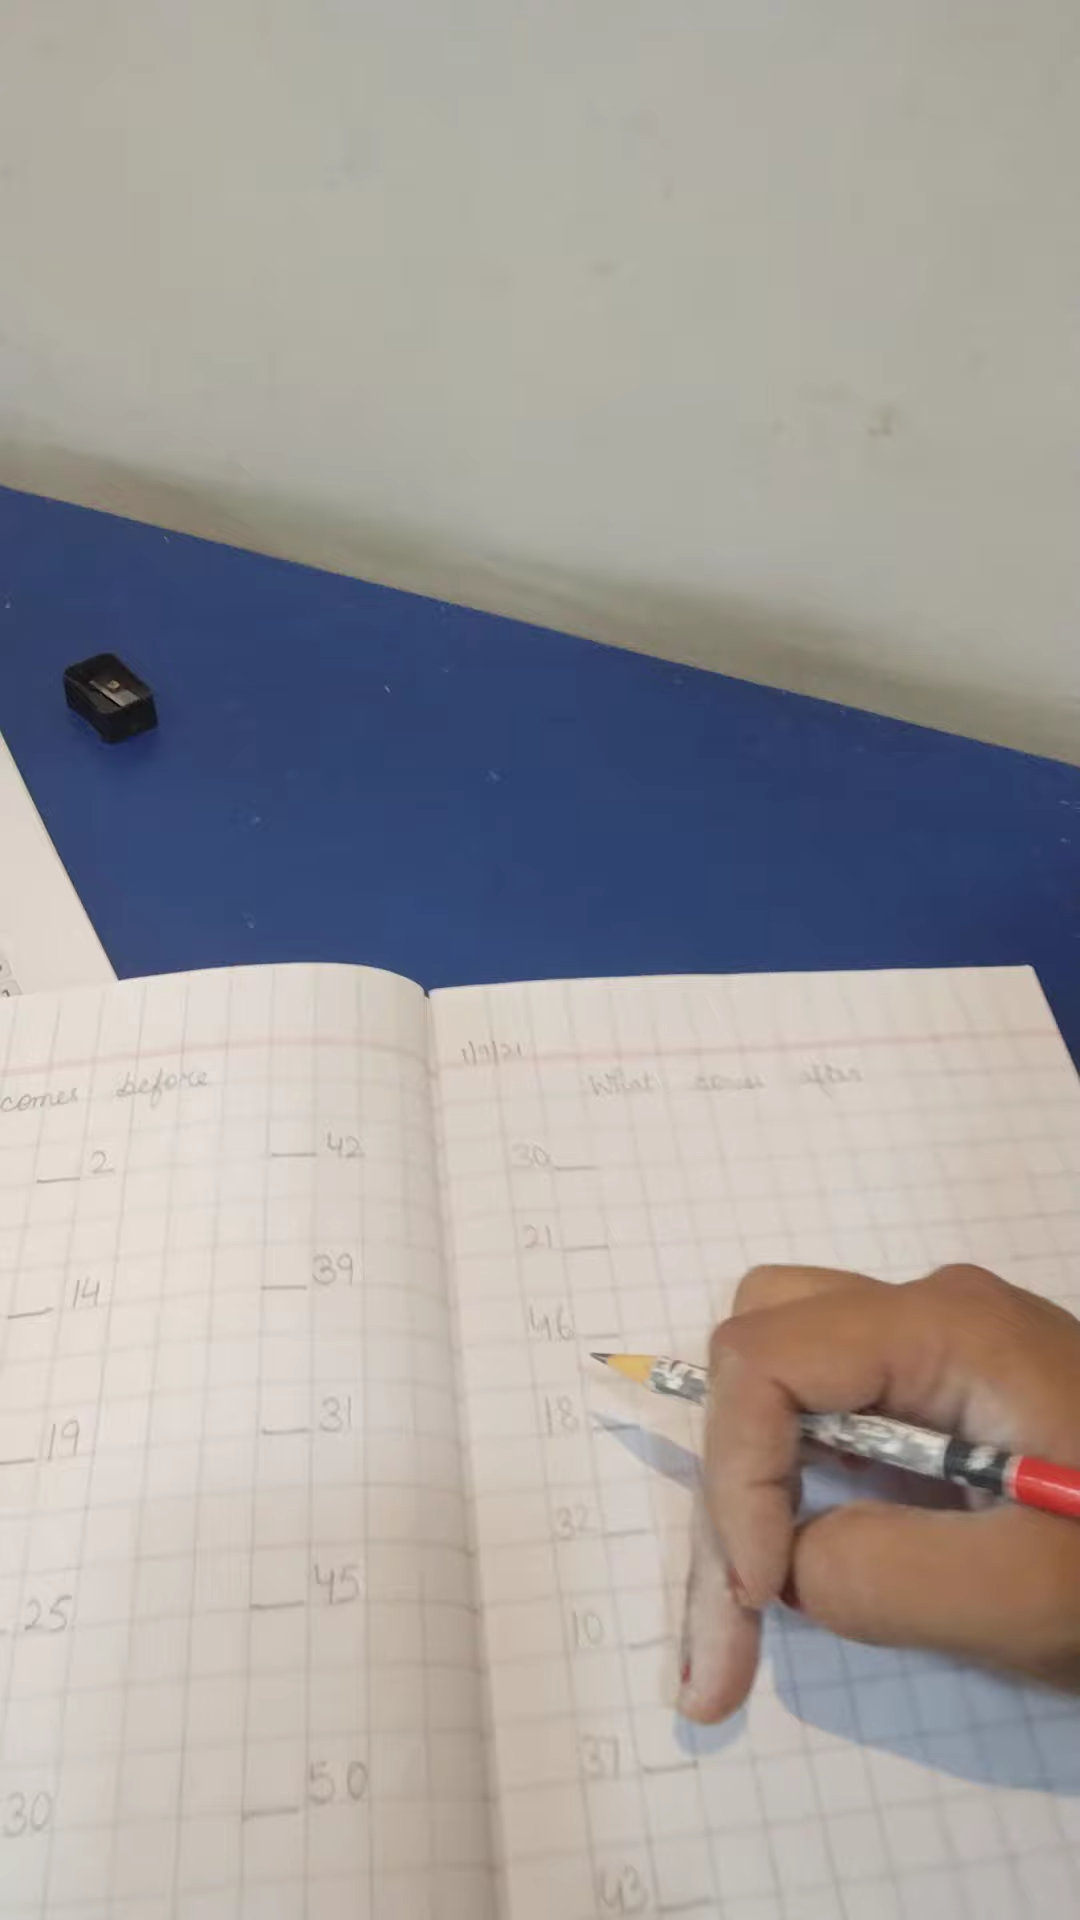 comes before
__ 2 __ 42
__ 14 __ 39
__ 19 __ 31
_ 25 __ 45
30 __ 50
1/9/21
What comes after
30 __
21 __
46 __
18 __
32 __
10 __
37 __
43 __